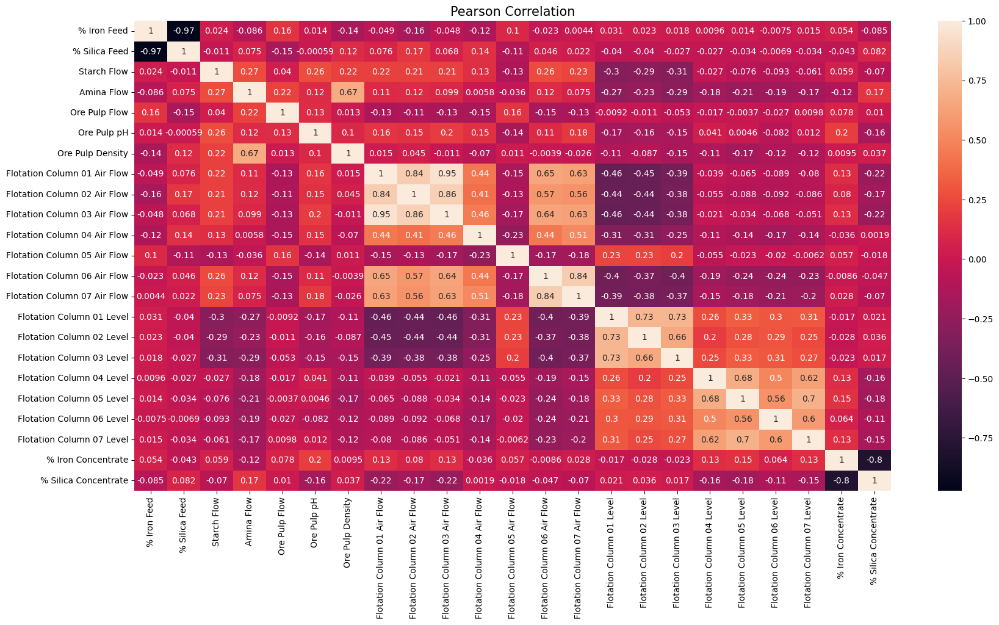 Pearson Correlation
% Iron Feed 1 -0.97 0.024 -0.086 0.16 0.014 -0.14 -0.049 -0.16 -0.048 -0.12 0.1 -0.023 0.0044 0.031 0.023 0.018 0.0096 0.014 -0.0075 0.015 0.054 -0.085
% Silica Feed -0.97 1 -0.011 0.075 -0.15 -0.00059 0.12 0.076 0.17 0.068 0.14 -0.11 0.046 0.022 -0.04 -0.04 -0.027 -0.027 -0.034 -0.0069 -0.034 -0.043 0.082
Starch Flow 0.024 -0.011 1 0.27 0.04 0.26 0.22 0.22 0.21 0.21 0.13 -0.13 0.26 0.23 -0.3 -0.29 -0.31 -0.027 -0.076 -0.093 -0.061 0.059 -0.07
Amina Flow -0.086 0.075 0.27 1 0.22 0.12 0.67 0.11 0.12 0.099 0.0058 -0.036 0.12 0.075 -0.27 -0.23 -0.29 -0.18 -0.21 -0.19 -0.17 -0.12 0.17
Ore Pulp Flow 0.16 -0.15 0.04 0.22 1 0.13 0.013 -0.13 -0.11 -0.13 -0.15 0.16 -0.15 -0.13 -0.0092 -0.011 -0.053 -0.017 -0.0037 -0.027 0.0098 0.078 0.01
Ore Pulp pH 0.014 -0.00059 0.26 0.12 0.13 1 0.1 0.16 0.15 0.2 0.15 -0.14 0.11 0.18 -0.17 -0.16 -0.15 0.041 0.0046 -0.082 0.012 0.2 -0.16
Ore Pulp Density -0.14 0.12 0.22 0.67 0.013 0.1 1 0.015 0.045 -0.011 -0.07 0.011 -0.0039 -0.026 -0.11 -0.087 -0.15 -0.11 -0.17 -0.12 -0.12 0.0095 0.037
Flotation Column 01 Air Flow -0.049 0.076 0.22 0.11 -0.13 0.16 0.015 1 0.84 0.95 0.44 -0.15 0.65 0.63 -0.46 -0.45 -0.39 -0.039 -0.065 -0.089 -0.08 0.13 -0.22
Flotation Column 02 Air Flow -0.16 0.17 0.21 0.12 -0.11 0.15 0.045 0.84 1 0.86 0.41 -0.13 0.57 0.56 -0.44 -0.44 -0.38 -0.055 -0.088 -0.092 -0.086 0.08 -0.17
Flotation Column 03 Air Flow -0.048 0.068 0.21 0.099 -0.13 0.2 -0.011 0.95 0.86 1 0.46 -0.17 0.64 0.63 -0.46 -0.44 -0.38 -0.021 -0.034 -0.068 -0.051 0.13 -0.22
Flotation Column 04 Air Flow -0.12 0.14 0.13 0.0058 -0.15 0.15 -0.07 0.44 0.41 0.46 1 -0.23 0.44 0.51 -0.31 -0.31 -0.25 -0.11 -0.14 -0.17 -0.14 -0.036 0.0019
Flotation Column 05 Air Flow 0.1 -0.11 -0.13 -0.036 0.16 -0.14 0.011 -0.15 -0.13 -0.17 -0.23 1 -0.17 -0.18 0.23 0.23 0.2 -0.055 -0.023 -0.02 -0.0062 0.057 -0.018
Flotation Column 06 Air Flow -0.023 0.046 0.26 0.12 -0.15 0.11 -0.0039 0.65 0.57 0.64 0.44 -0.17 1 0.84 -0.4 -0.37 -0.4 -0.19 -0.24 -0.24 -0.23 -0.0086 -0.047
Flotation Column 07 Air Flow 0.0044 0.022 0.23 0.075 -0.13 0.18 -0.026 0.63 0.56 0.63 0.51 -0.18 0.84 1 -0.39 -0.38 -0.37 -0.15 -0.18 -0.21 -0.2 0.028 -0.07
Flotation Column 01 Level 0.031 -0.04 -0.3 -0.27 -0.0092 -0.17 -0.11 -0.46 -0.44 -0.46 -0.31 0.23 -0.4 -0.39 1 0.73 0.73 0.26 0.33 0.3 0.31 -0.017 0.021
Flotation Column 02 Level 0.023 -0.04 -0.29 -0.23 -0.011 -0.16 -0.087 -0.45 -0.44 -0.44 -0.31 0.23 -0.37 -0.38 0.73 1 0.66 0.2 0.28 0.29 0.25 -0.028 0.036
Flotation Column 03 Level 0.018 -0.027 -0.31 -0.29 -0.053 -0.15 -0.15 -0.39 -0.38 -0.38 -0.25 0.2 -0.4 -0.37 0.73 0.66 1 0.25 0.33 0.31 0.27 -0.023 0.017
Flotation Column 04 Level 0.0096 -0.027 -0.027 -0.18 -0.017 0.041 -0.11 -0.039 -0.055 -0.021 -0.11 -0.055 -0.19 -0.15 0.26 0.2 0.25 1 0.68 0.5 0.62 0.13 -0.16
Flotation Column 05 Level 0.014 -0.034 -0.076 -0.21 -0.0037 0.0046 -0.17 -0.065 -0.088 -0.034 -0.14 -0.023 -0.24 -0.18 0.33 0.28 0.33 0.68 1 0.56 0.7 0.15 -0.18
Flotation Column 06 Level -0.0075 -0.0069 -0.093 -0.19 -0.027 -0.082 -0.12 -0.089 -0.092 -0.068 -0.17 -0.02 -0.24 -0.21 0.3 0.29 0.31 0.5 0.56 1 0.6 0.064 -0.11
Flotation Column 07 Level 0.015 -0.034 -0.061 -0.17 0.0098 0.012 -0.12 -0.08 -0.086 -0.051 -0.14 -0.0062 -0.23 -0.2 0.31 0.25 0.27 0.62 0.7 0.6 1 0.13 -0.15
% Iron Concentrate 0.054 -0.043 0.059 -0.12 0.078 0.2 0.0095 0.13 0.08 0.13 -0.036 0.057 -0.0086 0.028 -0.017 -0.028 -0.023 0.13 0.15 0.064 0.13 1 -0.8
% Silica Concentrate -0.085 0.082 -0.07 0.17 0.01 -0.16 0.037 -0.22 -0.17 -0.22 0.0019 -0.018 -0.047 -0.07 0.021 0.036 0.017 -0.16 -0.18 -0.11 -0.15 -0.8 1
% Iron Feed
% Silica Feed
Starch Flow
Amina Flow
Ore Pulp Flow
Ore Pulp pH
Ore Pulp Density
Flotation Column 01 Air Flow
Flotation Column 02 Air Flow
Flotation Column 03 Air Flow
Flotation Column 04 Air Flow
Flotation Column 05 Air Flow
Flotation Column 06 Air Flow
Flotation Column 07 Air Flow
Flotation Column 01 Level
Flotation Column 02 Level
Flotation Column 03 Level
Flotation Column 04 Level
Flotation Column 05 Level
Flotation Column 06 Level
Flotation Column 07 Level
% Iron Concentrate
% Silica Concentrate
1.00
0.75
0.50
0.25
0.00
−0.25
−0.50
−0.75